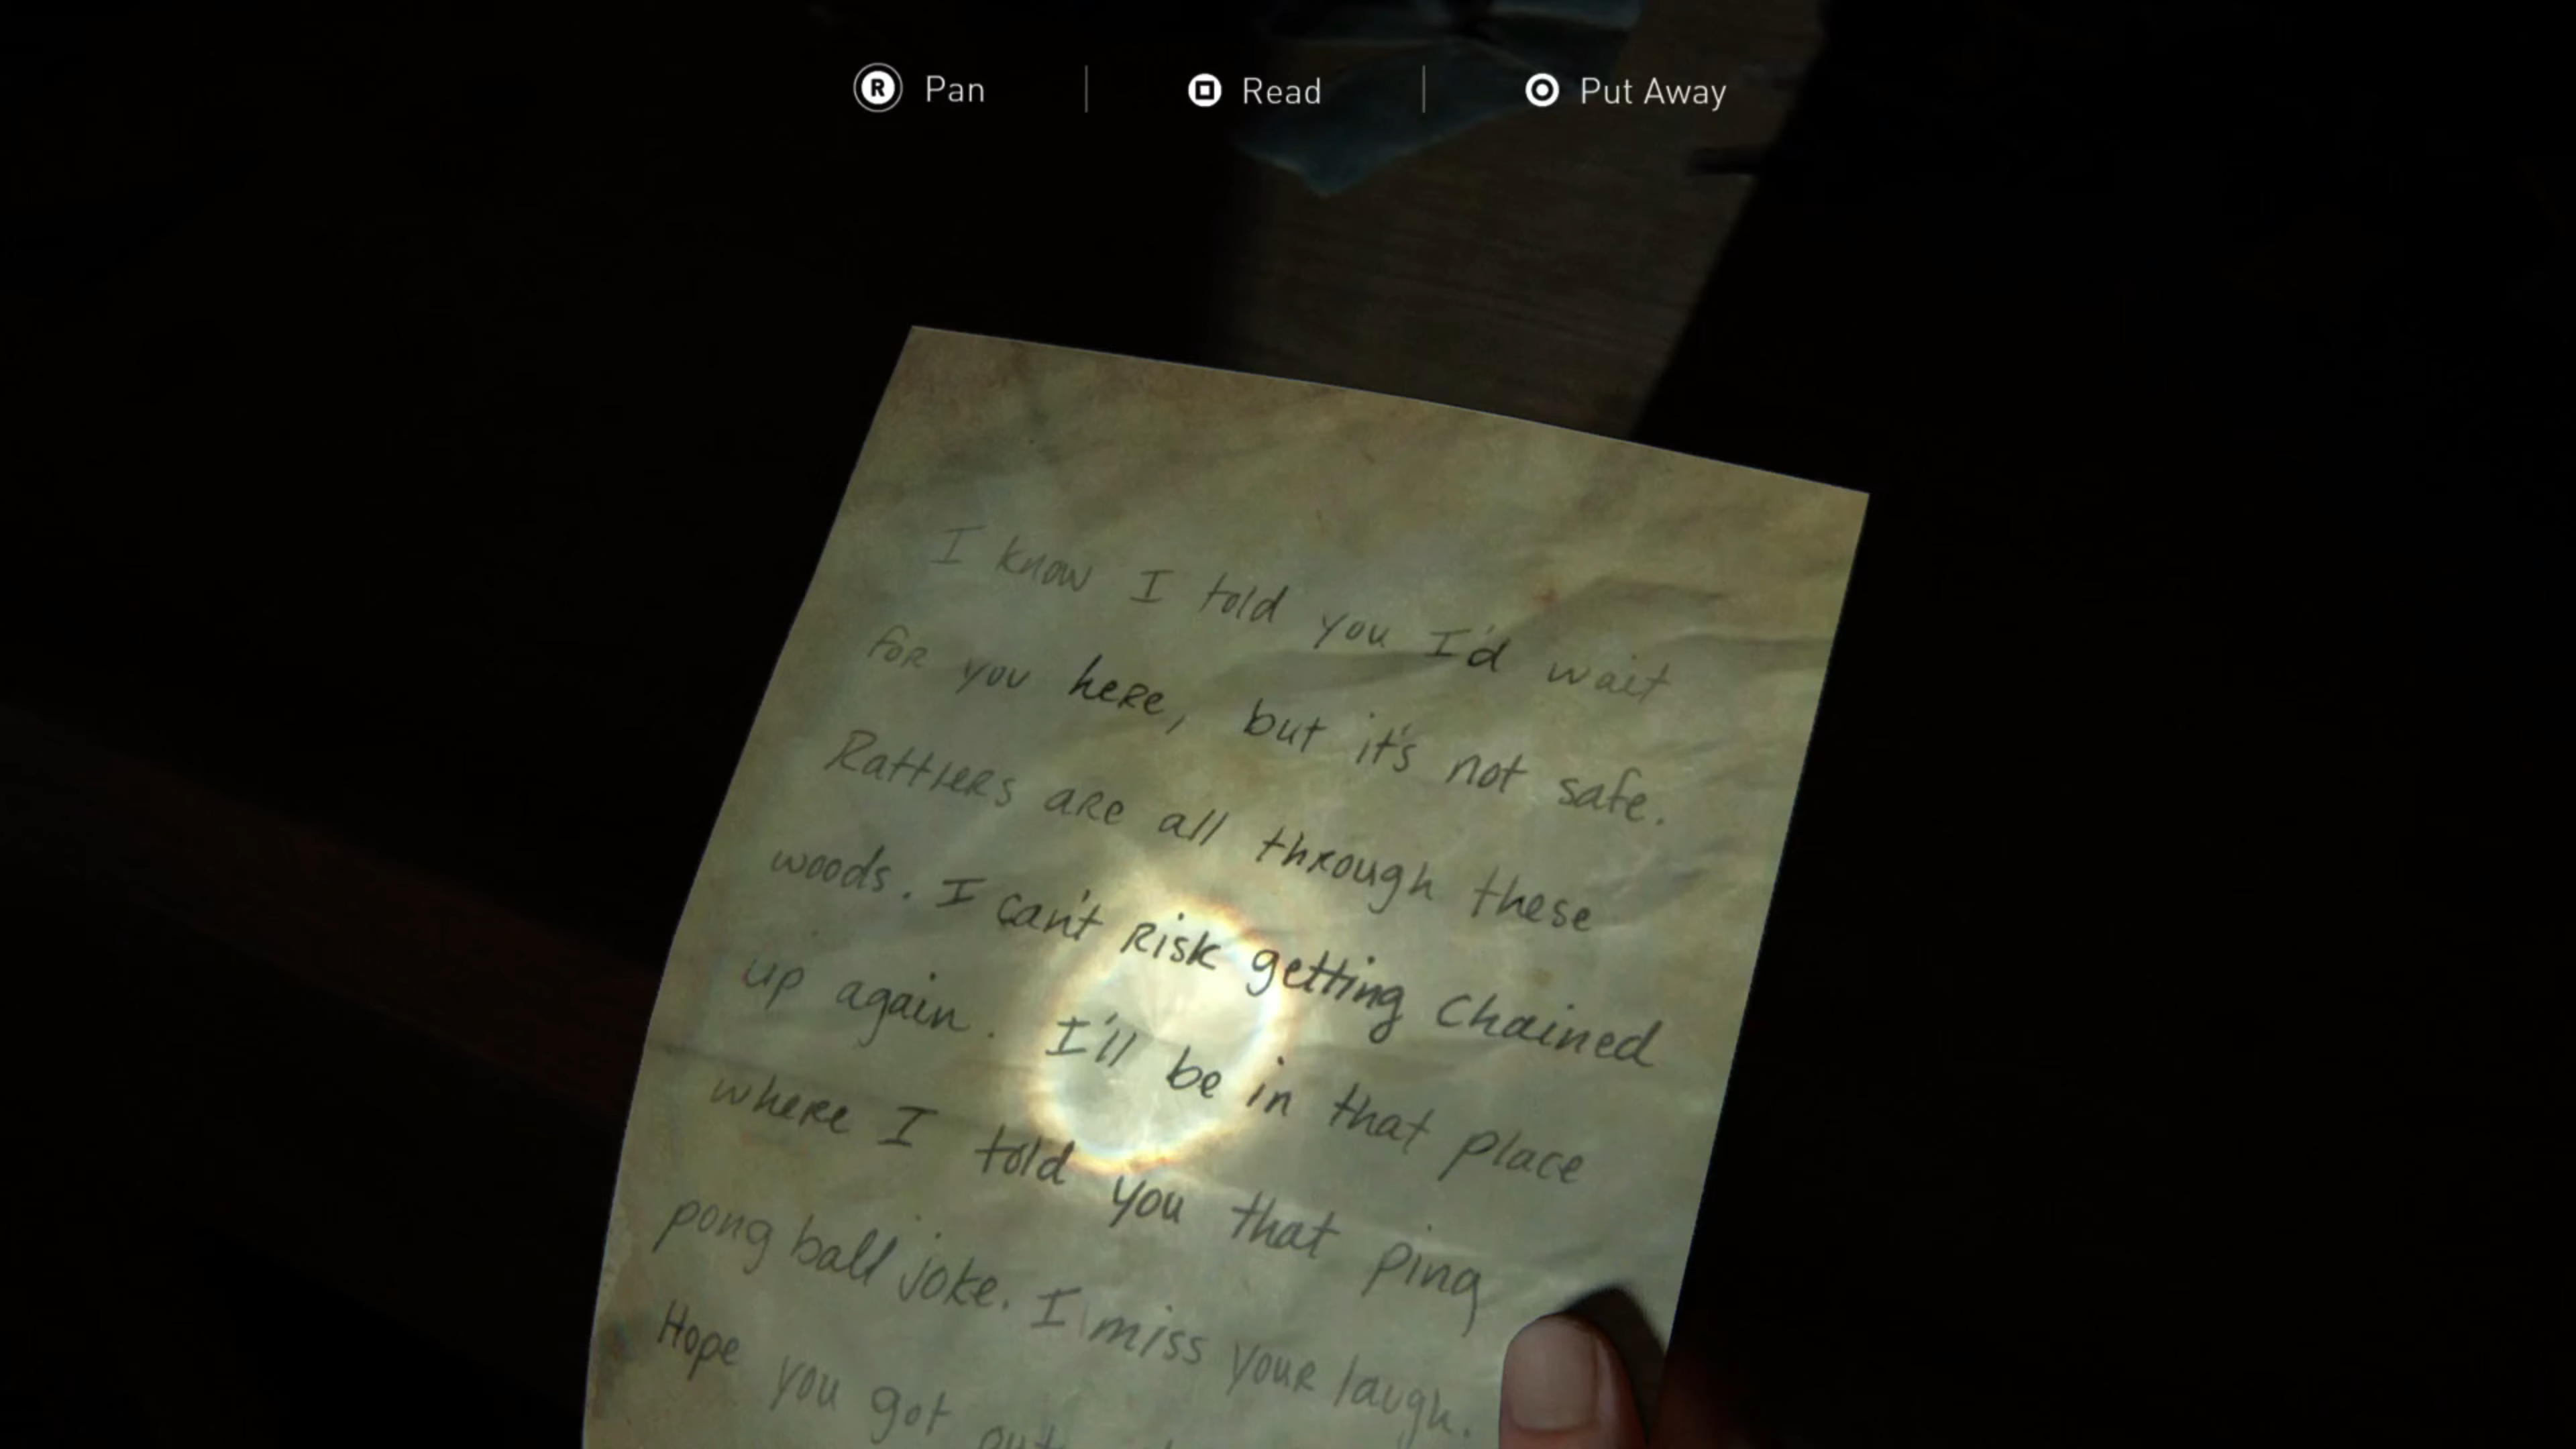 R Pan Read Put Away
I know I told you I'd wait
for you here, but it's not safe.
Rattlers are all through these
woods. I can't risk getting chained
up again. I'll be in that place
where I told you that ping
pong ball joke. I miss your laugh.
Hope you got out